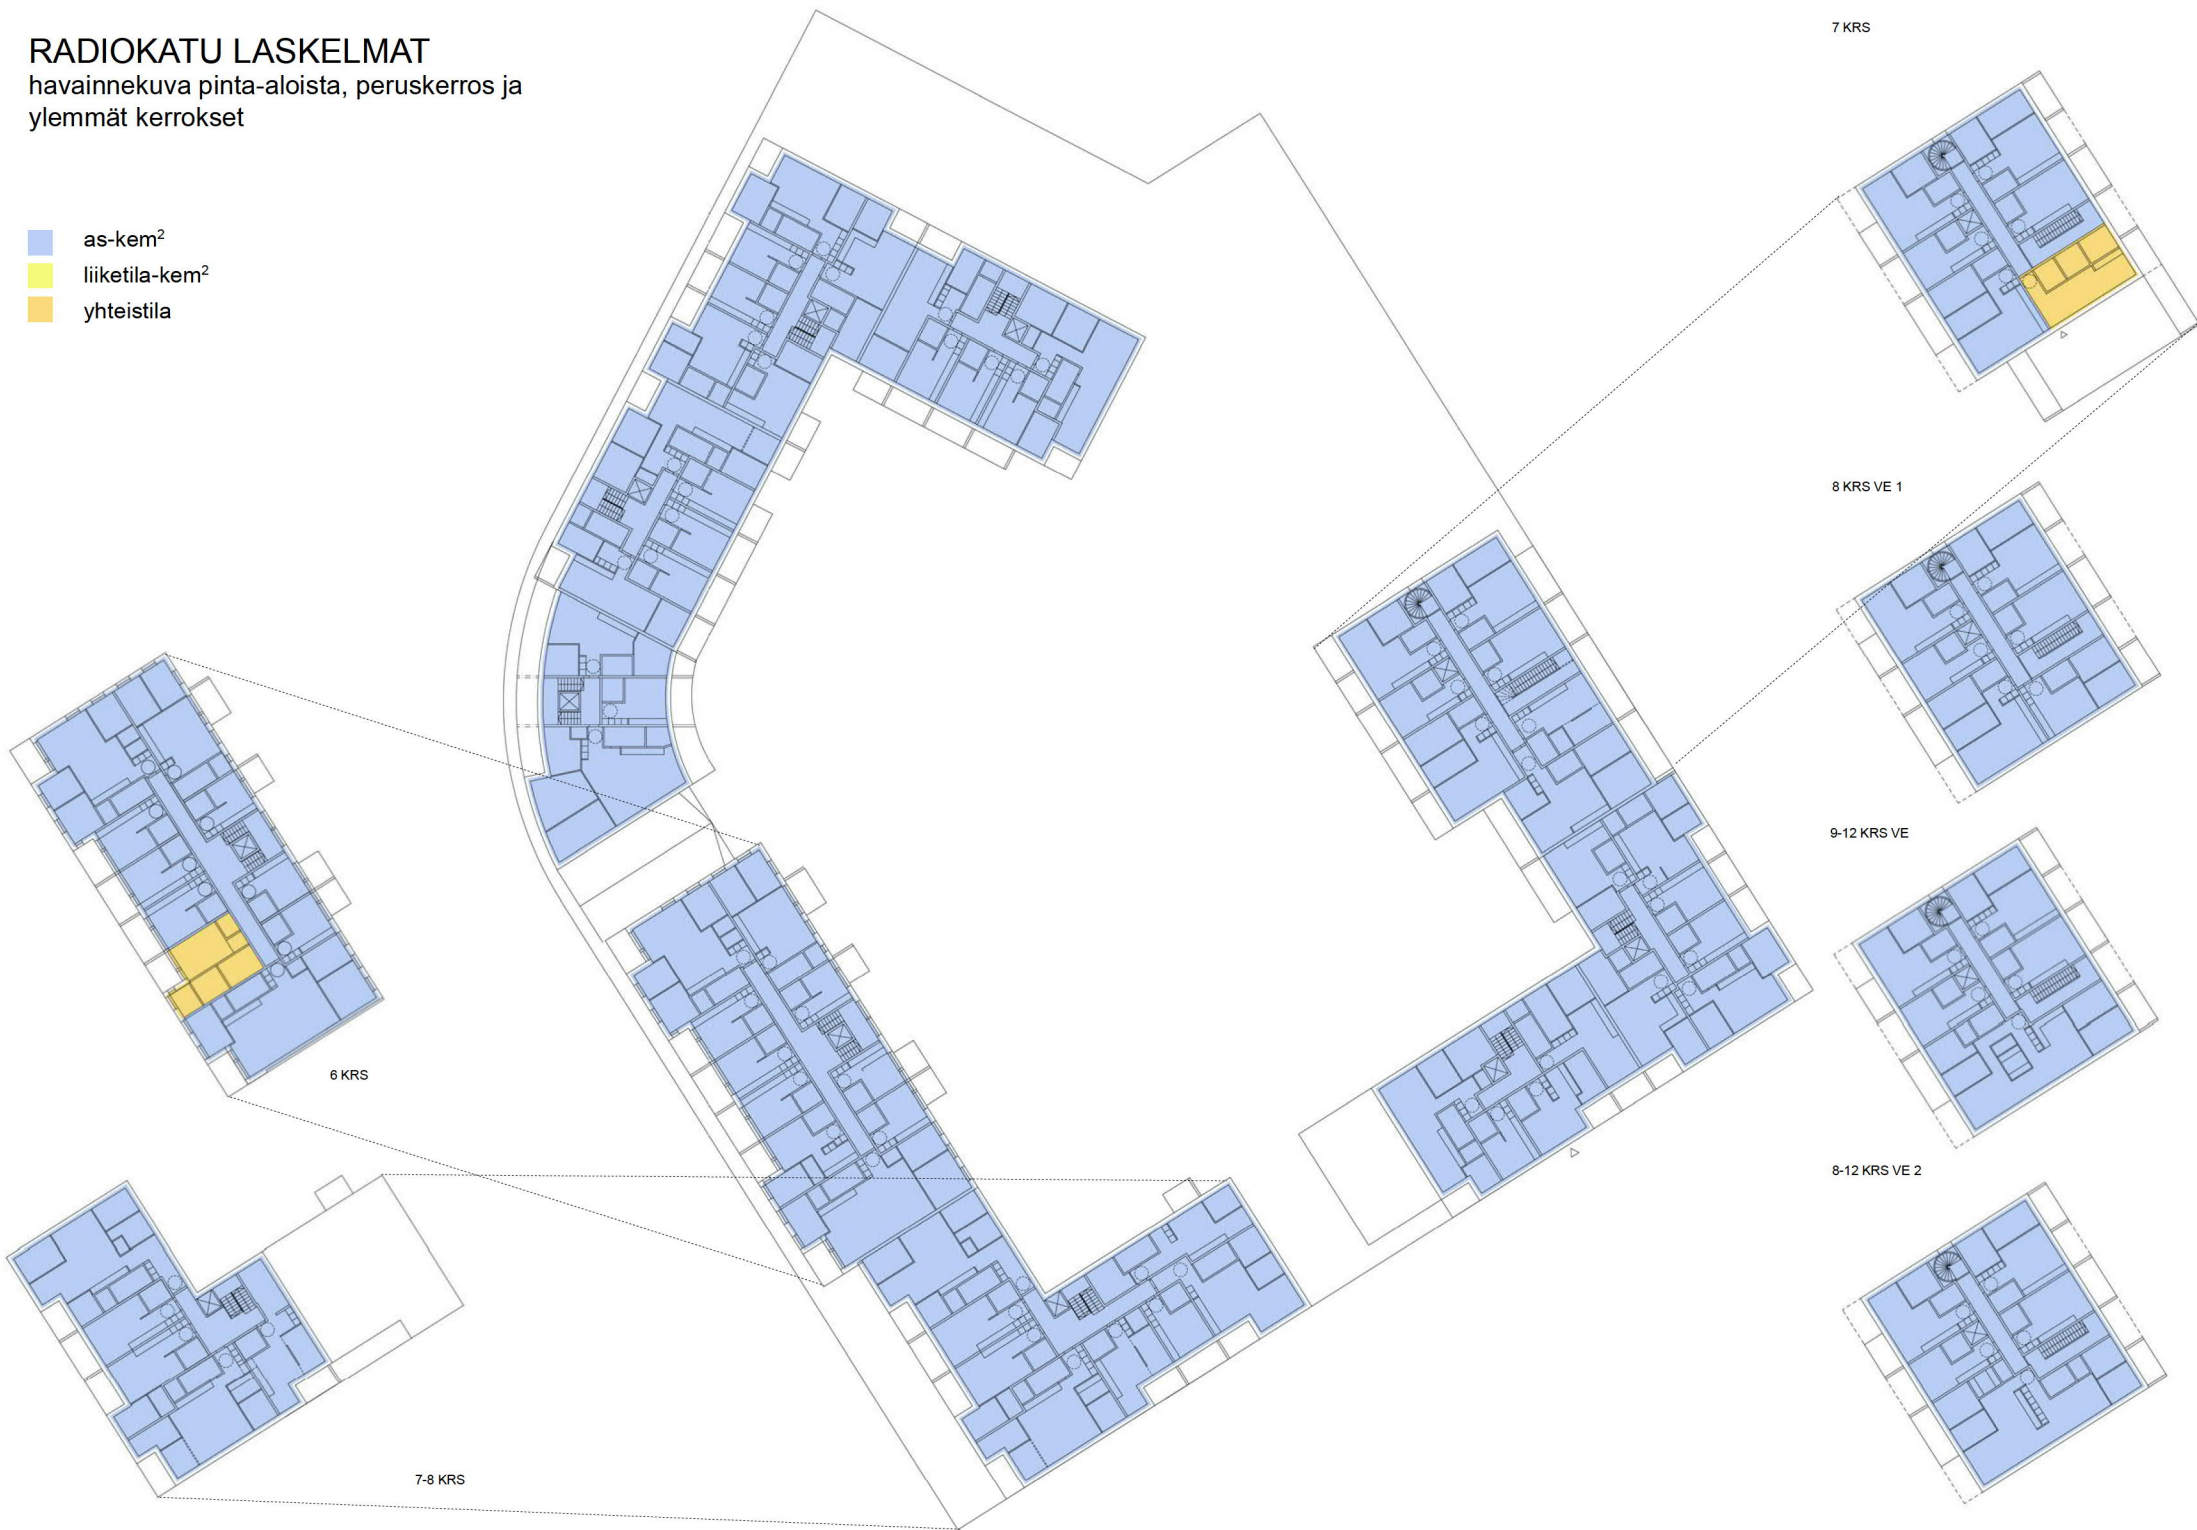 RADIOKATU LASKELMAT
havainnekuva pinta-aloista, peruskerros ja
ylemmät kerrokset
as-kem²
liiketila-kem²
yhteistila
7 KRS
8 KRS VE 1
9-12 KRS VE
8-12 KRS VE 2
6 KRS
7-8 KRS